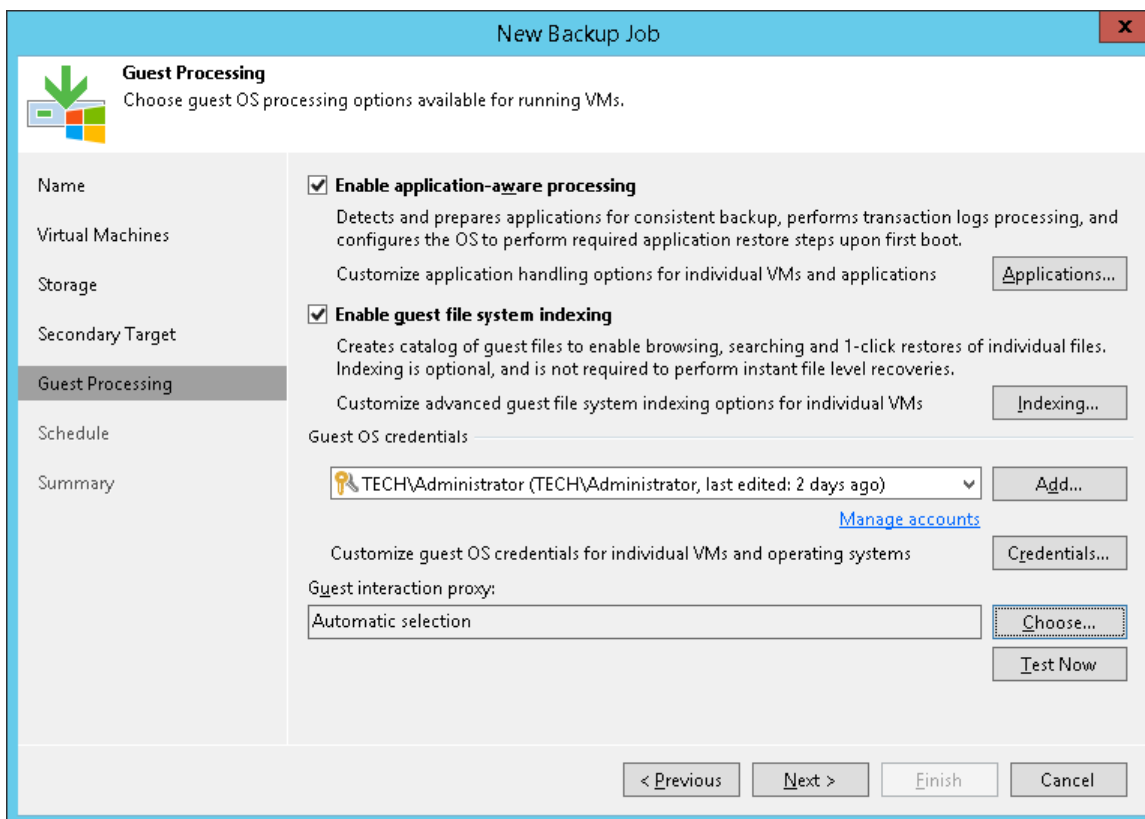 New Backup Job
x
Guest Processing
Choose guest OS processing options available for running VMs.
Name
Virtual Machines
Storage
Secondary Target
Guest Processing
Schedule
Summary
Enable application-aware processing
Detects and prepares applications for consistent backup, performs transaction logs processing, and
configures the OS to perform required application restore steps upon first boot.
Customize application handling options for individual VMs and applications
Applications...
Enable guest file system indexing
Creates catalog of guest files to enable browsing, searching and 1-click restores of individual files.
Indexing is optional, and is not required to perform instant file level recoveries.
Customize advanced guest file system indexing options for individual VMs
Indexing...
Guest OS credentials
TECH\Administrator (TECH\Administrator, last edited: 2 days ago)
Add...
Manage accounts
Customize guest OS credentials for individual VMs and operating systems
Credentials...
Guest interaction proxy:
Automatic selection
Choose...
Test Now
< Previous
Next >
Finish
Cancel